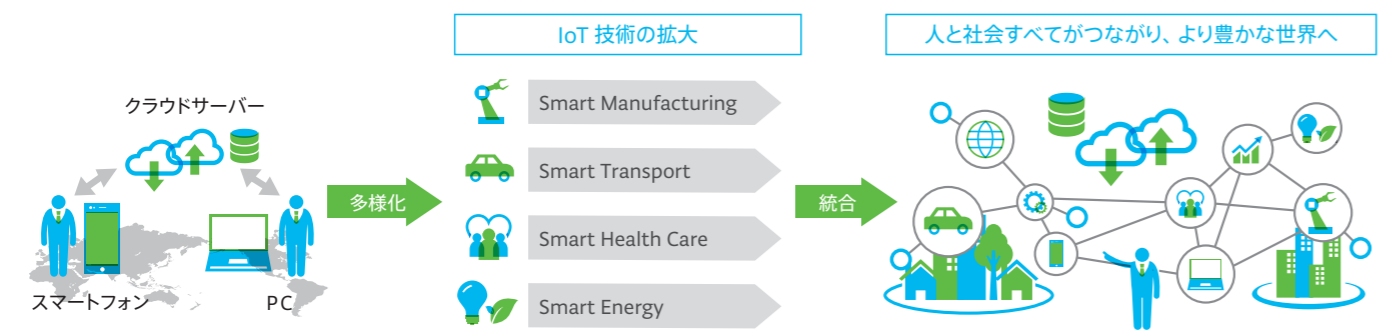 IoT 技術の拡大
人と社会すべてがつながり、より豊かな世界へ
クラウドサーバー
スマートフォン
PC
多様化
Smart Manufacturing
Smart Transport
Smart Health Care
Smart Energy
統合